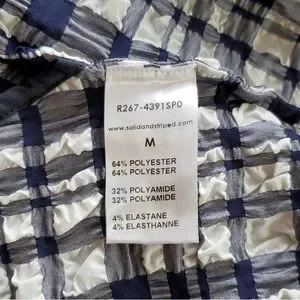 R267-4391SP0
www.solidandstriped.com
M
64% POLYESTER
64% POLYESTER
32% POLYAMIDE
32% POLYAMIDE
4% ELASTANE
4% ELASTHANNE